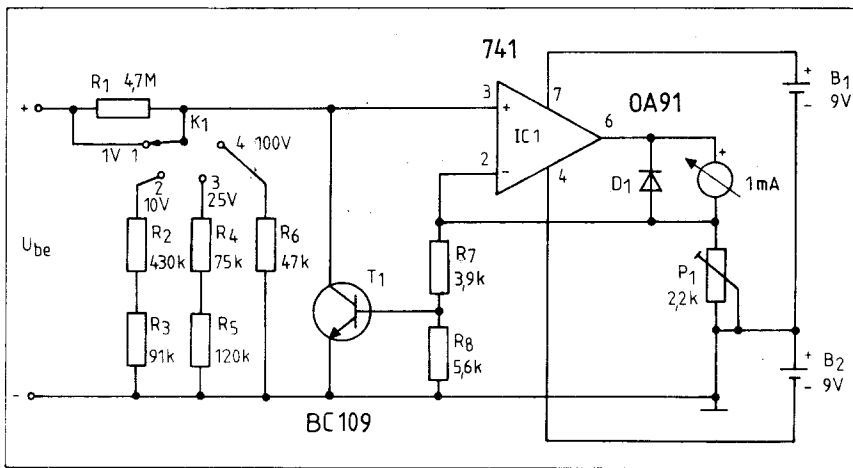 741
R1 4,7M
+
K1
1V 1
4 100V
2
10V
3
25V
Ube
R2
430k
R4
75k
R6
47k
R3
91k
R5
120k
-
T1
BC109
3
+
7
IC1
6
2
-
4
OA91
D1
+
1mA
R7
3,9k
P1
2,2k
R8
5,6k
+
B1
-
9V
+
B2
-
9V